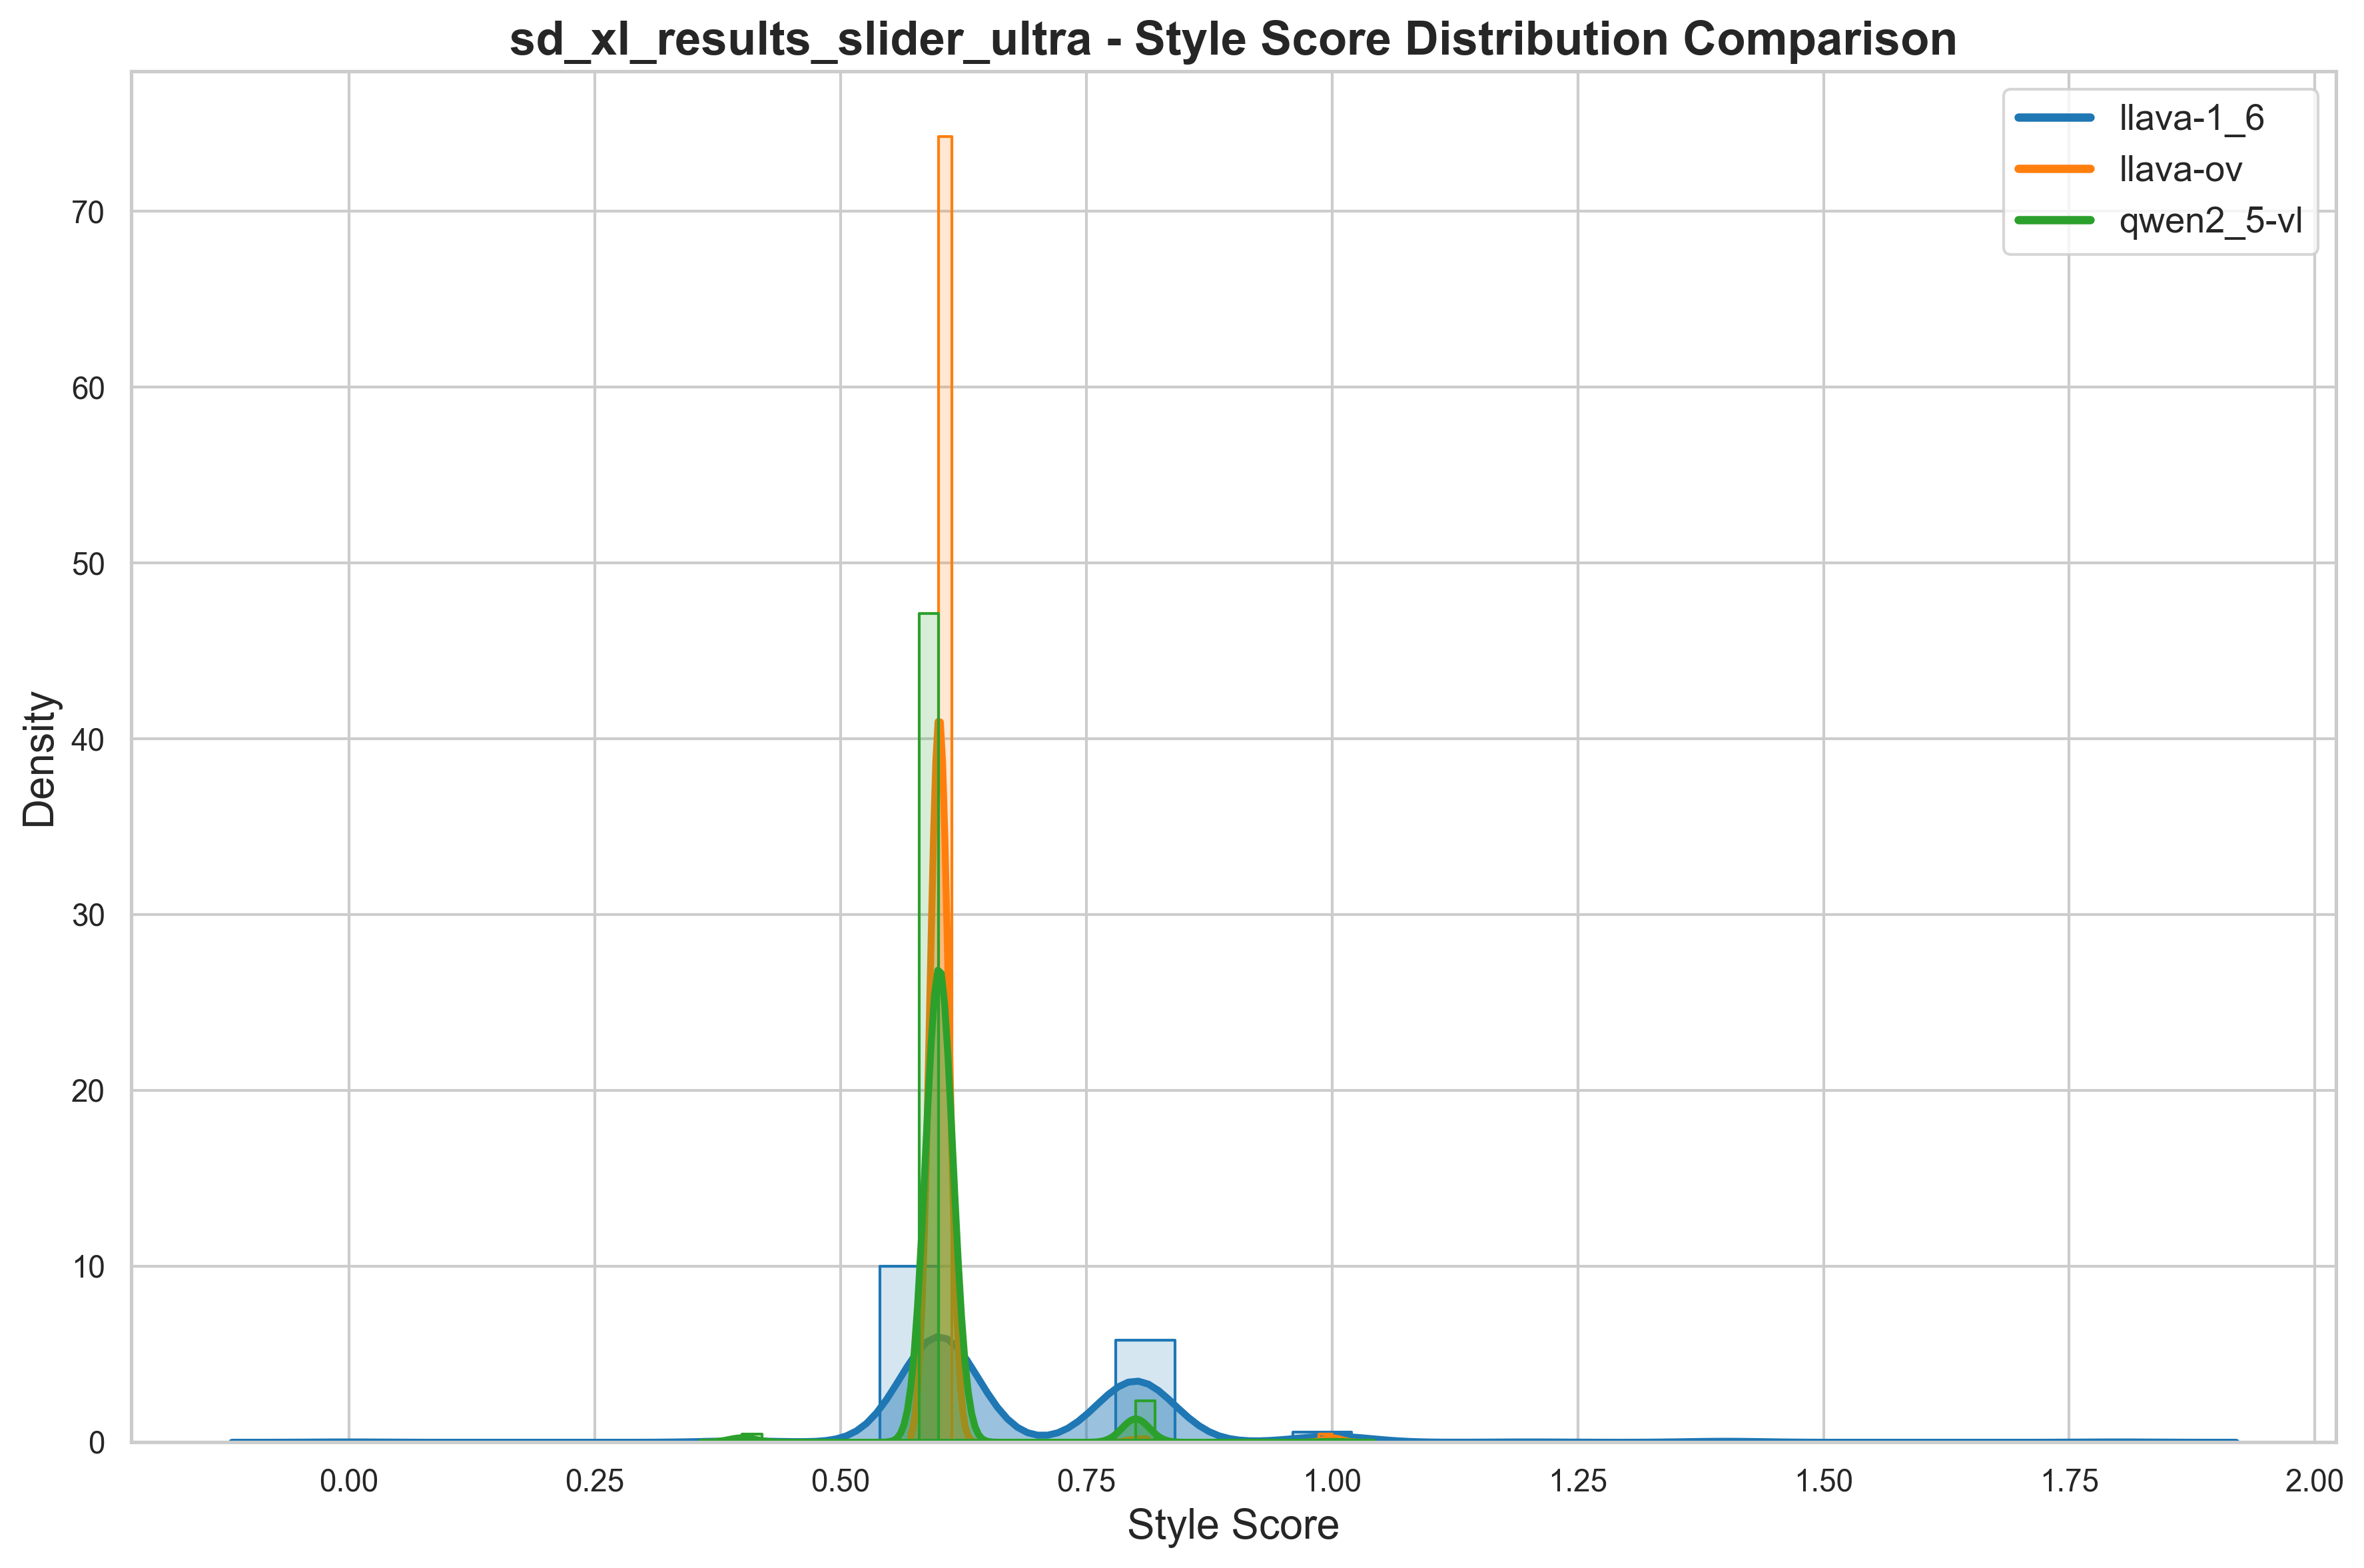 sd_xl_results_slider_ultra - Style Score Distribution Comparison
llava-1_6
llava-ov
qwen2_5-vl
Density
70
60
50
40
30
20
10
0
0.00 0.25 0.50 0.75 1.00 1.25 1.50 1.75 2.00
Style Score